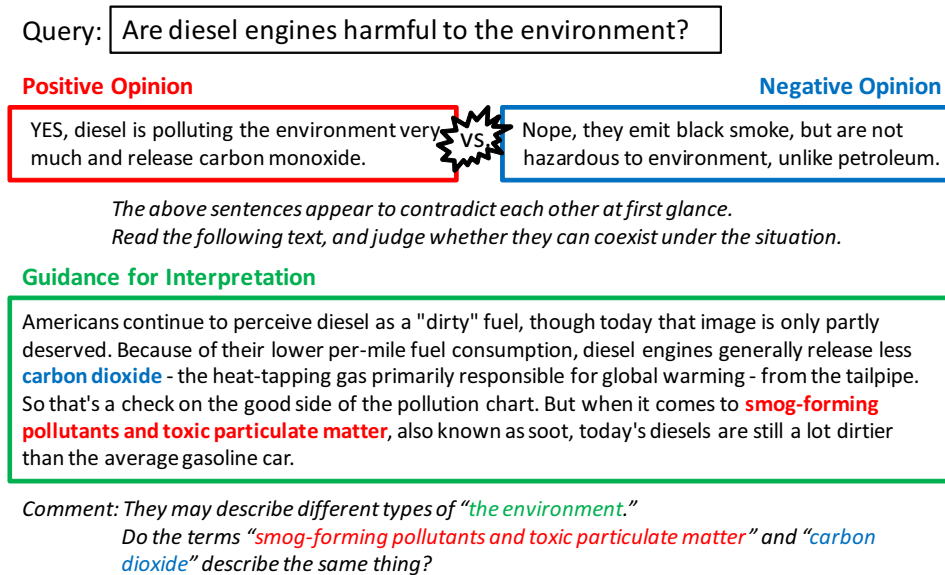 Query: Are diesel engines harmful to the environment?
Positive Opinion
Negative Opinion
YES, diesel is polluting the environment very
much and release carbon monoxide.
vs.
Nope, they emit black smoke, but are not
hazardous to environment, unlike petroleum.
The above sentences appear to contradict each other at first glance.
Read the following text, and judge whether they can coexist under the situation.
Guidance for Interpretation
Americans continue to perceive diesel as a "dirty" fuel, though today that image is only partly
deserved. Because of their lower per-mile fuel consumption, diesel engines generally release less
carbon dioxide - the heat-tapping gas primarily responsible for global warming - from the tailpipe.
So that's a check on the good side of the pollution chart. But when it comes to smog-forming
pollutants and toxic particulate matter, also known as soot, today's diesels are still a lot dirtier
than the average gasoline car.
Comment: They may describe different types of “the environment.”
Do the terms “smog-forming pollutants and toxic particulate matter” and “carbon
dioxide” describe the same thing?